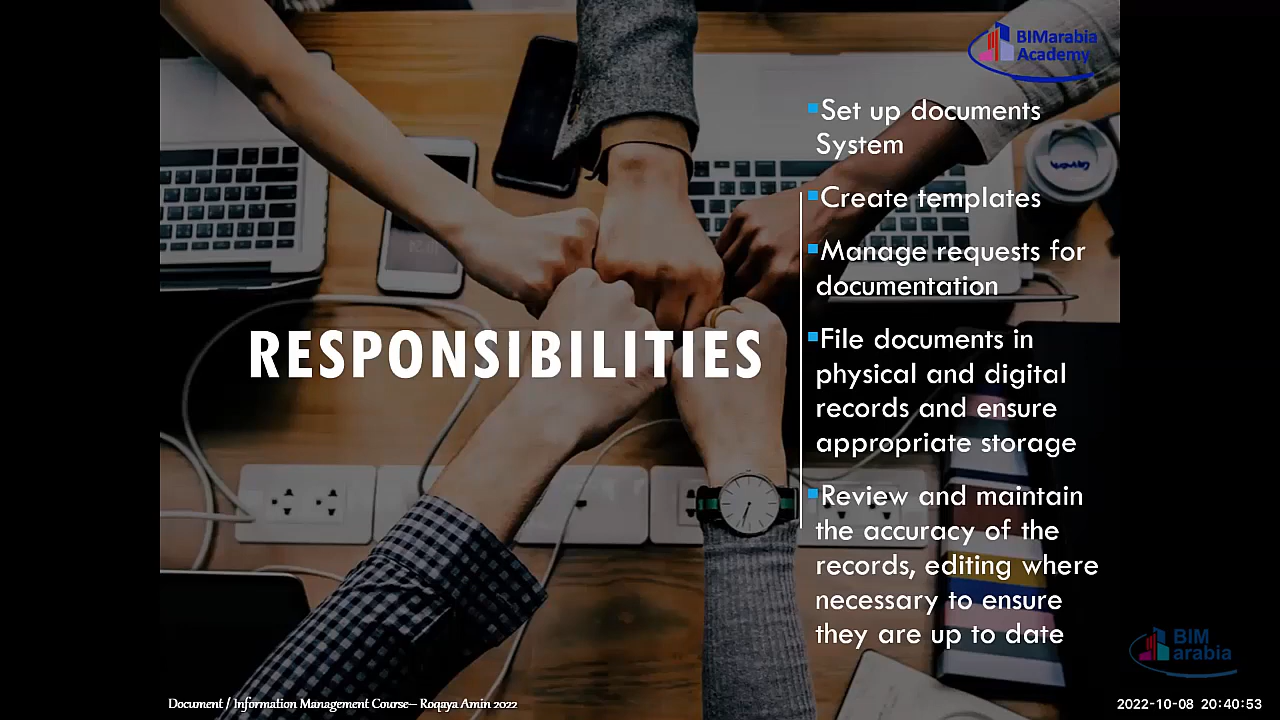 BIMarabia
Academy
▪Set up documents
System
▪Create templates
▪Manage requests for
documentation
RESPONSIBILITIES
▪File documents in
physical and digital
records and ensure
appropriate storage
▪Review and maintain
the accuracy of the
records, editing where
necessary to ensure
they are up to date
BIM
arabia
Document / Information Management Course– Roqaya Amin 2022
2022-10-08 20:40:53